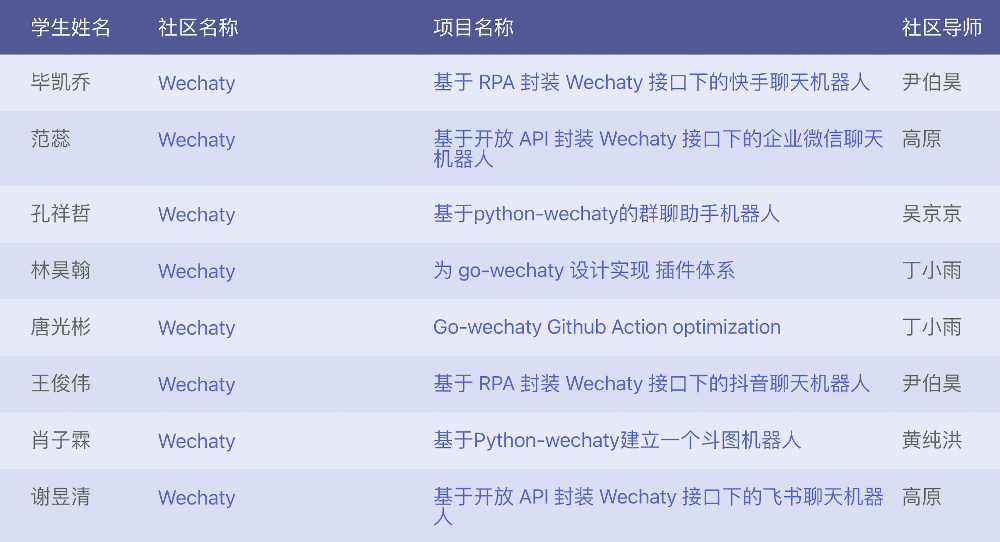 学生姓名 社区名称 项目名称 社区导师
毕凯乔 Wechaty 基于 RPA 封装 Wechaty 接口下的快手聊天机器人 尹伯昊
范蕊 Wechaty 基于开放 API 封装 Wechaty 接口下的企业微信聊天 高原
机器人
孔祥哲 Wechaty 基于python-wechaty的群聊助手机器人 吴京京
林昊翰 Wechaty 为 go-wechaty 设计实现 插件体系 丁小雨
唐光彬 Wechaty Go-wechaty Github Action optimization 丁小雨
王俊伟 Wechaty 基于 RPA 封装 Wechaty 接口下的抖音聊天机器人 尹伯昊
肖子霖 Wechaty 基于Python-wechaty建立一个斗图机器人 黄纯洪
谢昱清 Wechaty 基于开放 API 封装 Wechaty 接口下的飞书聊天机器 高原
人